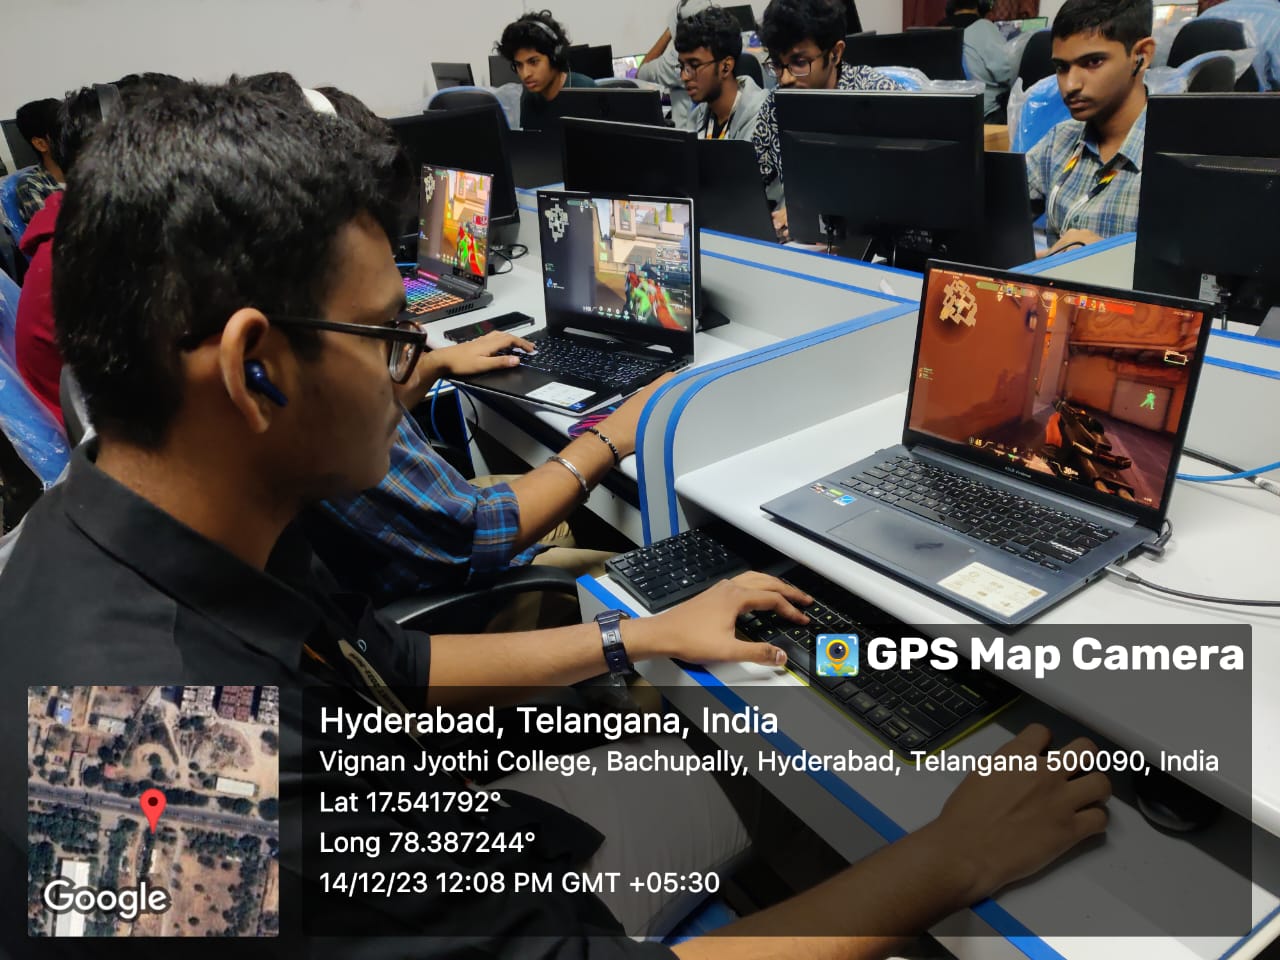 GPS Map Camera
Hyderabad, Telangana, India
Vignan Jyothi College, Bachupally, Hyderabad, Telangana 500090, India
Lat 17.541792°
Long 78.387244°
14/12/23 12:08 PM GMT +05:30
Google